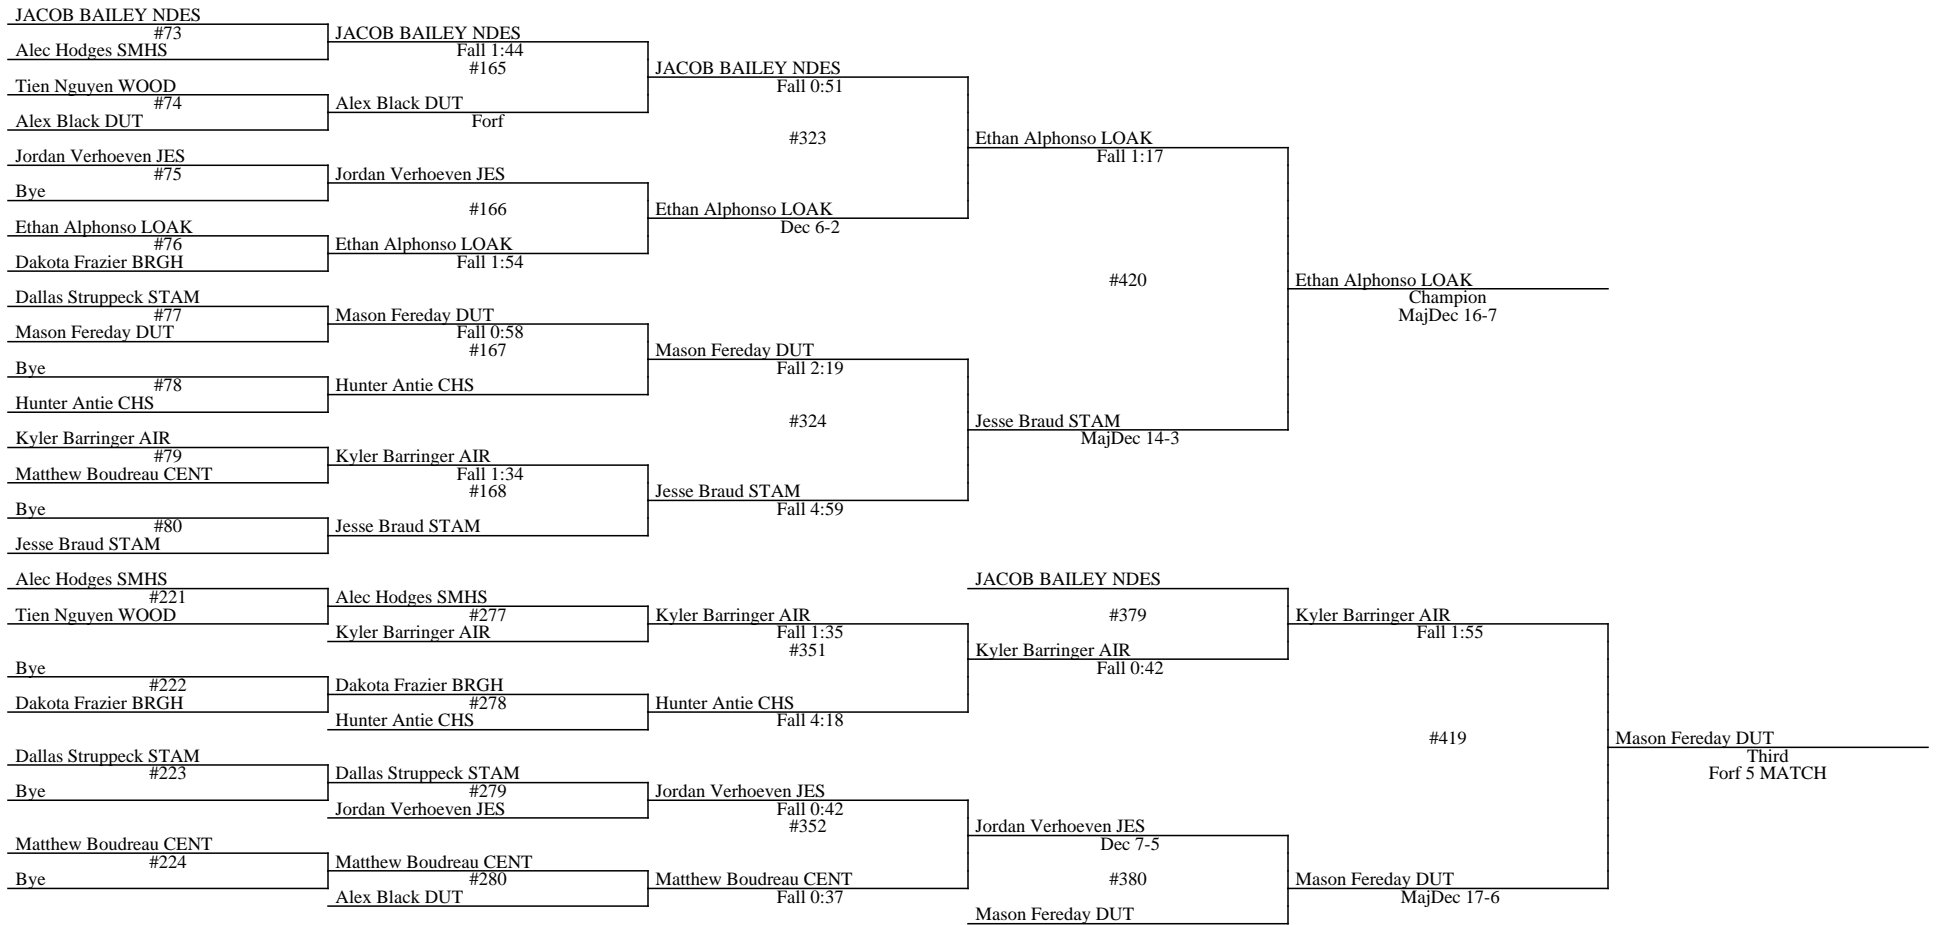 JACOB BAILEY NDES
#73
Alec Hodges SMHS
JACOB BAILEY NDES
Fall 1:44
#165
Tien Nguyen WOOD
#74
Alex Black DUT
Alex Black DUT
Forf
JACOB BAILEY NDES
Fall 0:51
#323
Jordan Verhoeven JES
#75
Bye
Jordan Verhoeven JES
#166
Ethan Alphonso LOAK
#76
Dakota Frazier BRGH
Ethan Alphonso LOAK
Fall 1:54
Ethan Alphonso LOAK
Dec 6-2
Ethan Alphonso LOAK
Fall 1:17
#420
Ethan Alphonso LOAK
Champion
MajDec 16-7
Dallas Struppeck STAM
#77
Mason Fereday DUT
Mason Fereday DUT
Fall 0:58
#167
Bye
#78
Hunter Antie CHS
Hunter Antie CHS
Mason Fereday DUT
Fall 2:19
#324
Kyler Barringer AIR
#79
Matthew Boudreau CENT
Kyler Barringer AIR
Fall 1:34
#168
Bye
#80
Jesse Braud STAM
Jesse Braud STAM
Jesse Braud STAM
Fall 4:59
Jesse Braud STAM
MajDec 14-3
Alec Hodges SMHS
#221
Tien Nguyen WOOD
Alec Hodges SMHS
#277
Kyler Barringer AIR
Kyler Barringer AIR
Fall 1:35
#351
Bye
#222
Dakota Frazier BRGH
Dakota Frazier BRGH
#278
Hunter Antie CHS
Hunter Antie CHS
Fall 4:18
JACOB BAILEY NDES
#379
Kyler Barringer AIR
Fall 0:42
Kyler Barringer AIR
Fall 1:55
#419
Mason Fereday DUT
Third
Forf 5 MATCH
Dallas Struppeck STAM
#223
Bye
Dallas Struppeck STAM
#279
Jordan Verhoeven JES
Jordan Verhoeven JES
Fall 0:42
#352
Matthew Boudreau CENT
#224
Bye
Matthew Boudreau CENT
#280
Alex Black DUT
Matthew Boudreau CENT
Fall 0:37
Jordan Verhoeven JES
Dec 7-5
#380
Mason Fereday DUT
Mason Fereday DUT
MajDec 17-6